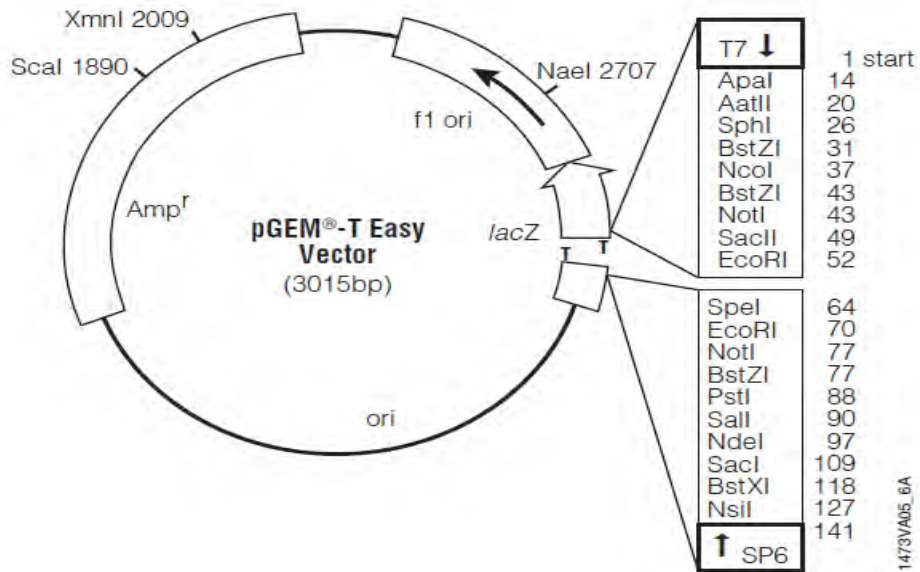 XmnI 2009
ScaI 1890
NaeI 2707
f1 ori
Ampʳ
pGEM®-T Easy
Vector
(3015bp)
lacZ
T T
ori
T7 ↓
1 start
ApaI 14
AatII 20
SphI 26
BstZI 31
NcoI 37
BstZI 43
NotI 43
SacII 49
EcoRI 52
SpeI 64
EcoRI 70
NotI 77
BstZI 77
PstI 88
SalI 90
NdeI 97
SacI 109
BstXI 118
NsiI 127
141
↑ SP6
1473VA05_6A